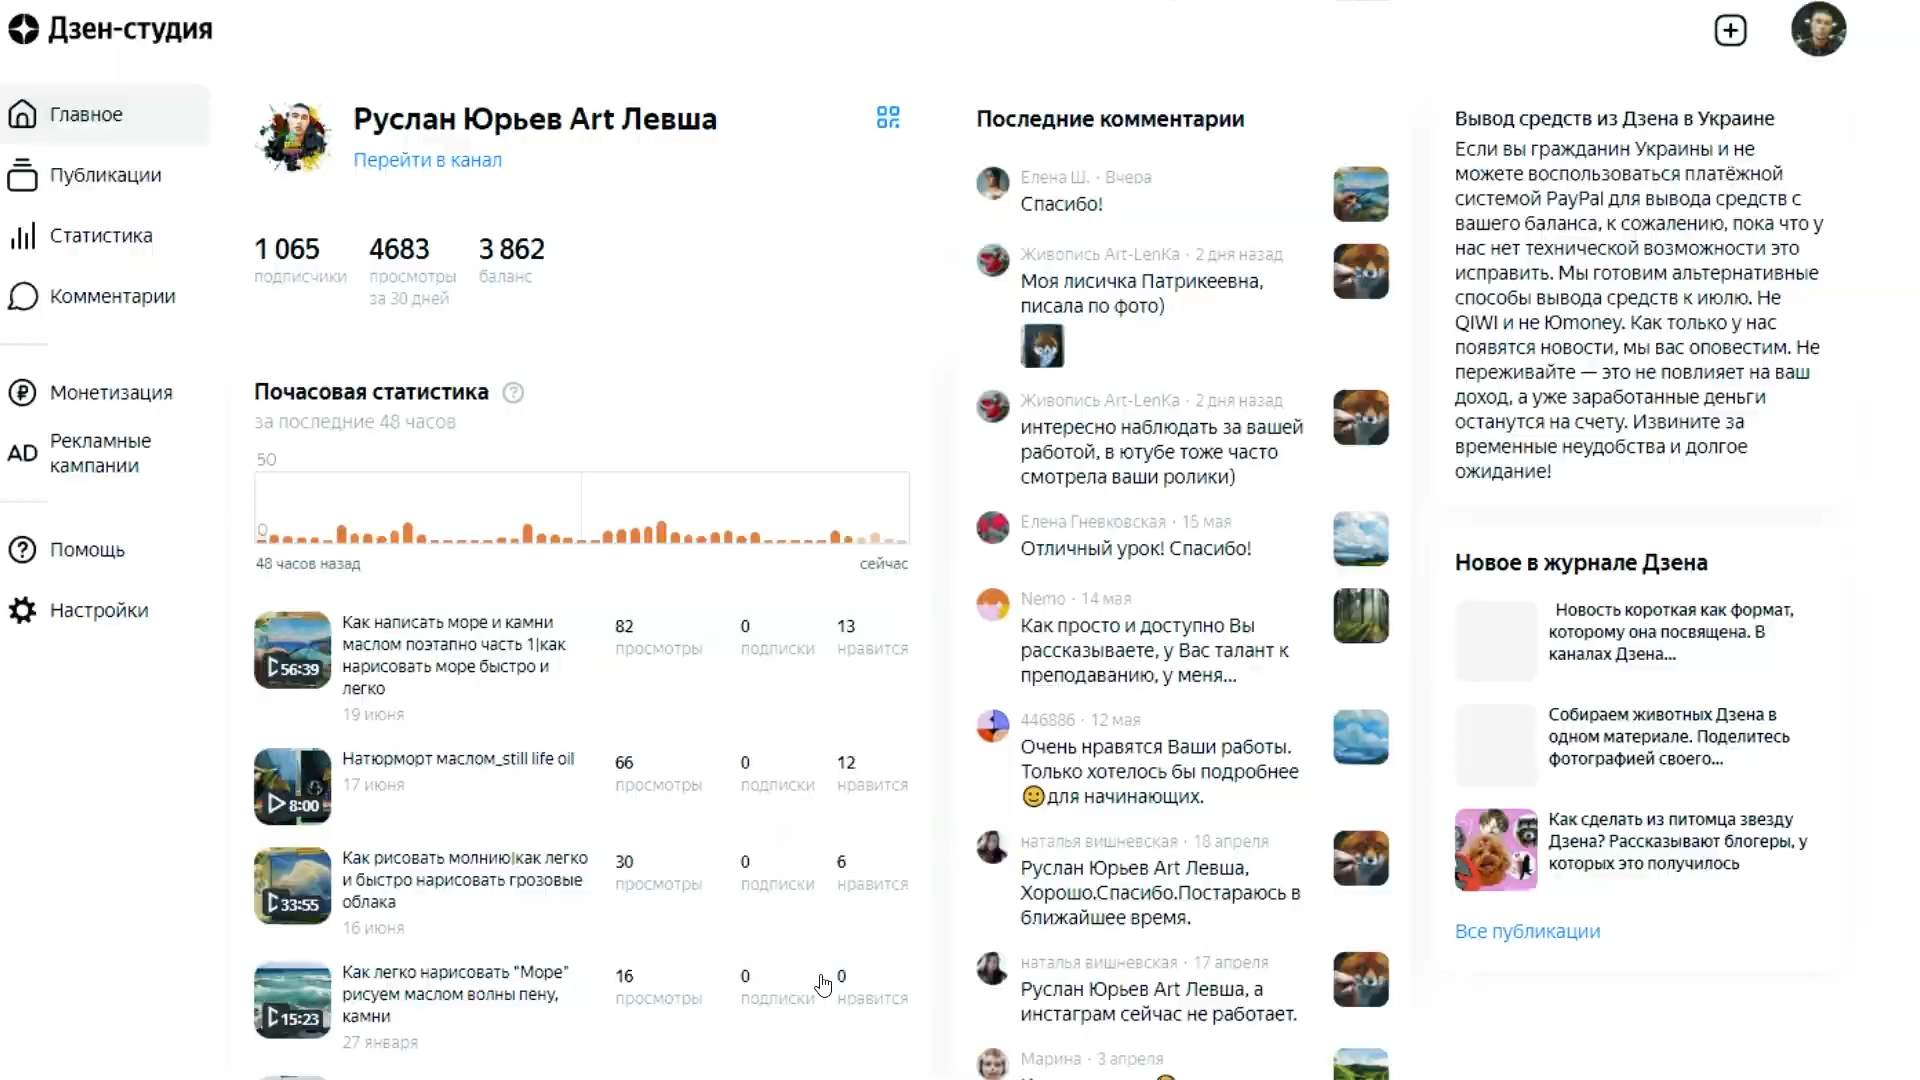 Дзен-студия
Главное
Публикации
Статистика
Комментарии
Монетизация
AD
Рекламные
кампании
Помощь
Настройки
Руслан Юрьев Art Левша
Перейти в канал
1 065
подписчики
4683
просмотры
за 30 дней
3 862
баланс
Почасовая статистика
за последние 48 часов
50
0
48 часов назад
сейчас
56:39
Как написать море и камни
маслом поэтапно часть 1|как
нарисовать море быстро и
легко
19 июня
82
просмотры
0
подписки
13
нравится
8:00
Натюрморт маслом_still life oil
17 июня
66
просмотры
0
подписки
12
нравится
33:55
Как рисовать молнию|как легко
и быстро нарисовать грозовые
облака
16 июня
30
просмотры
0
подписки
6
нравится
15:23
Как легко нарисовать "Море"
рисуем маслом волны пену,
камни
27 января
16
просмотры
0
подписки
0
нравится
Последние комментарии
Елена Ш. · Вчера
Спасибо!
Живопись Art-LenKa · 2 дня назад
Моя лисичка Патрикеевна,
писала по фото)
Живопись Art-LenKa · 2 дня назад
интересно наблюдать за вашей
работой, в ютубе тоже часто
смотрела ваши ролики)
Елена Гневковская · 15 мая
Отличный урок! Спасибо!
Nemo · 14 мая
Как просто и доступно Вы
рассказываете, у Вас талант к
преподаванию, у меня...
446886 · 12 мая
Очень нравятся Ваши работы.
Только хотелось бы подробнее
🙂для начинающих.
наталья вишневская · 18 апреля
Руслан Юрьев Art Левша,
Хорошо.Спасибо.Постараюсь в
ближайшее время.
наталья вишневская · 17 апреля
Руслан Юрьев Art Левша, а
инстаграм сейчас не работает.
Марина · 3 апреля
Вывод средств из Дзена в Украине
Если вы гражданин Украины и не
можете воспользоваться платёжной
системой PayPal для вывода средств с
вашего баланса, к сожалению, пока что у
нас нет технической возможности это
исправить. Мы готовим альтернативные
способы вывода средств к июлю. Не
QIWI и не Юmoney. Как только у нас
появятся новости, мы вас оповестим. Не
переживайте — это не повлияет на ваш
доход, а уже заработанные деньги
останутся на счету. Извините за
временные неудобства и долгое
ожидание!
Новое в журнале Дзена
Новость короткая как формат,
которому она посвящена. В
каналах Дзена...
Собираем животных Дзена в
одном материале. Поделитесь
фотографией своего...
Как сделать из питомца звезду
Дзена? Рассказывают блогеры, у
которых это получилось
Все публикации